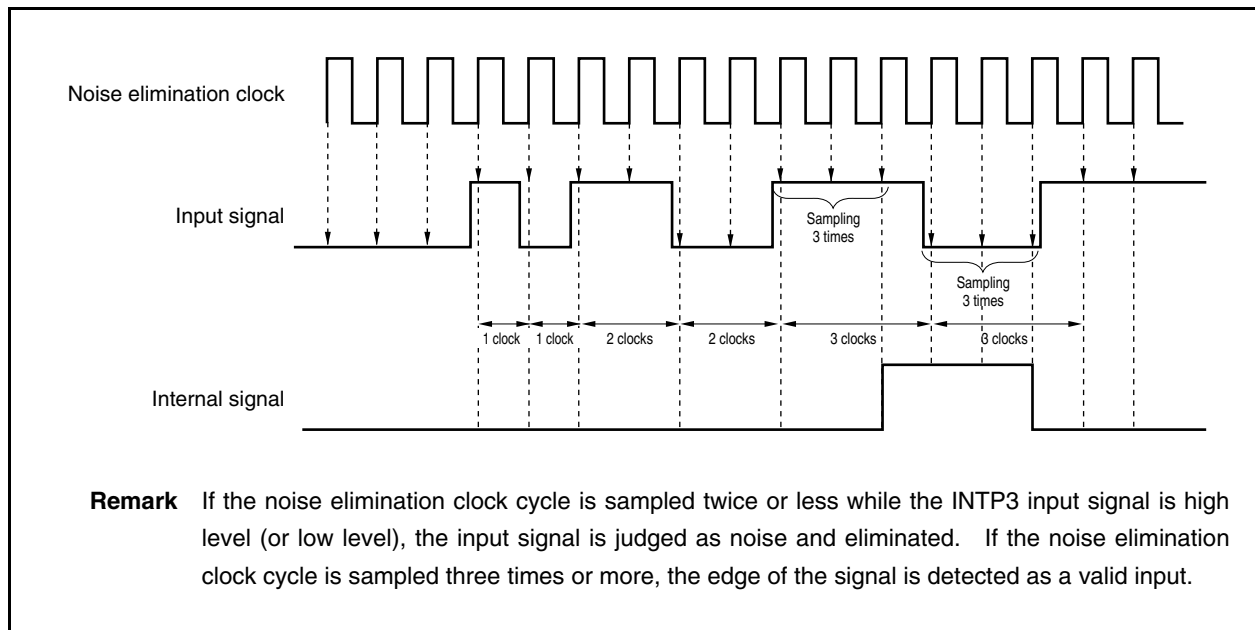 Noise elimination clock
Input signal
Sampling
3 times
Sampling
3 times
1 clock 1 clock 2 clocks 2 clocks 3 clocks 3 clocks
Internal signal
Remark If the noise elimination clock cycle is sampled twice or less while the INTP3 input signal is high
level (or low level), the input signal is judged as noise and eliminated. If the noise elimination
clock cycle is sampled three times or more, the edge of the signal is detected as a valid input.